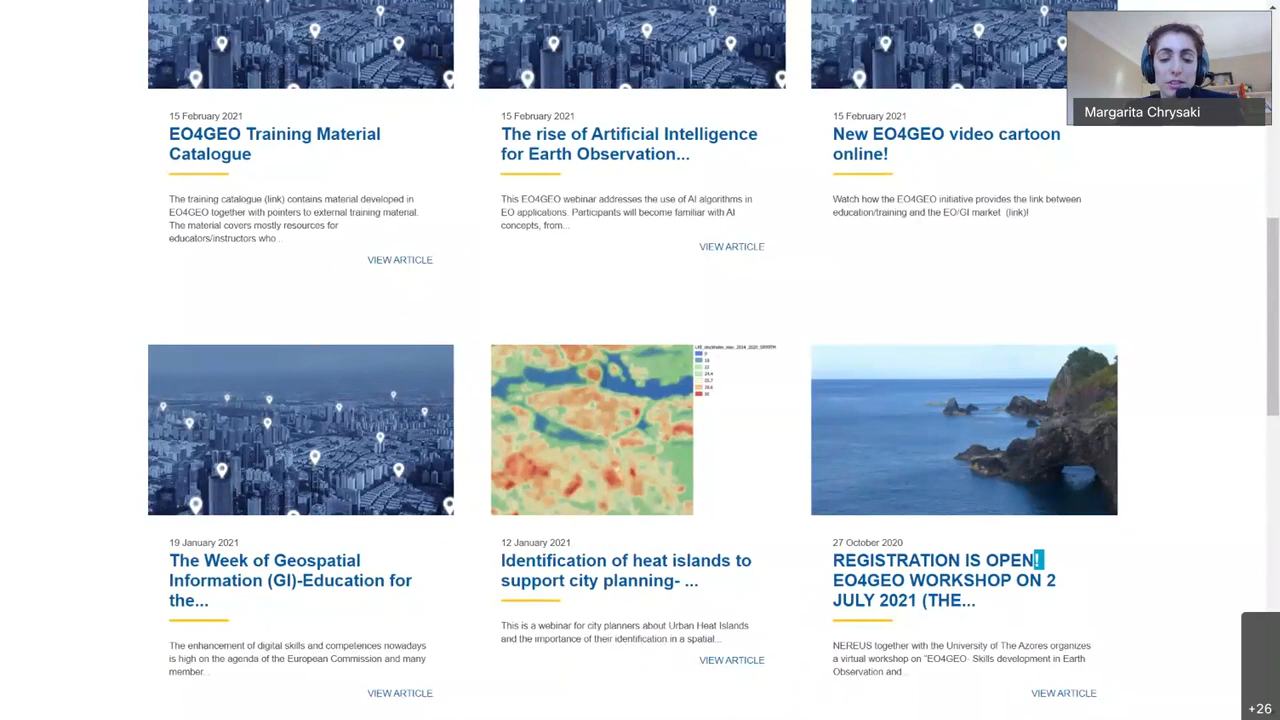 Margarita Chrysaki
15 February 2021
EO4GEO Training Material
Catalogue
The training catalogue (link) contains material developed in
EO4GEO together with pointers to external training material.
The material covers mostly resources for
educators/instructors who...
VIEW ARTICLE
15 February 2021
The rise of Artificial Intelligence
for Earth Observation...
This EO4GEO webinar addresses the use of AI algorithms in
EO applications. Participants will become familiar with AI
concepts, from...
VIEW ARTICLE
15 February 2021
New EO4GEO video cartoon
online!
Watch how the EO4GEO initiative provides the link between
education/training and the EO/GI market (link)!
19 January 2021
The Week of Geospatial
Information (GI)-Education for
the...
The enhancement of digital skills and competences nowadays
is high on the agenda of the European Commission and many
member...
VIEW ARTICLE
12 January 2021
Identification of heat islands to
support city planning- ...
This is a webinar for city planners about Urban Heat Islands
and the importance of their identification in a spatial...
VIEW ARTICLE
27 October 2020
REGISTRATION IS OPEN!
EO4GEO WORKSHOP ON 2
JULY 2021 (THE...
NEREUS together with the University of The Azores organizes
a virtual workshop on "EO4GEO- Skills development in Earth
Observation and...
VIEW ARTICLE
+26